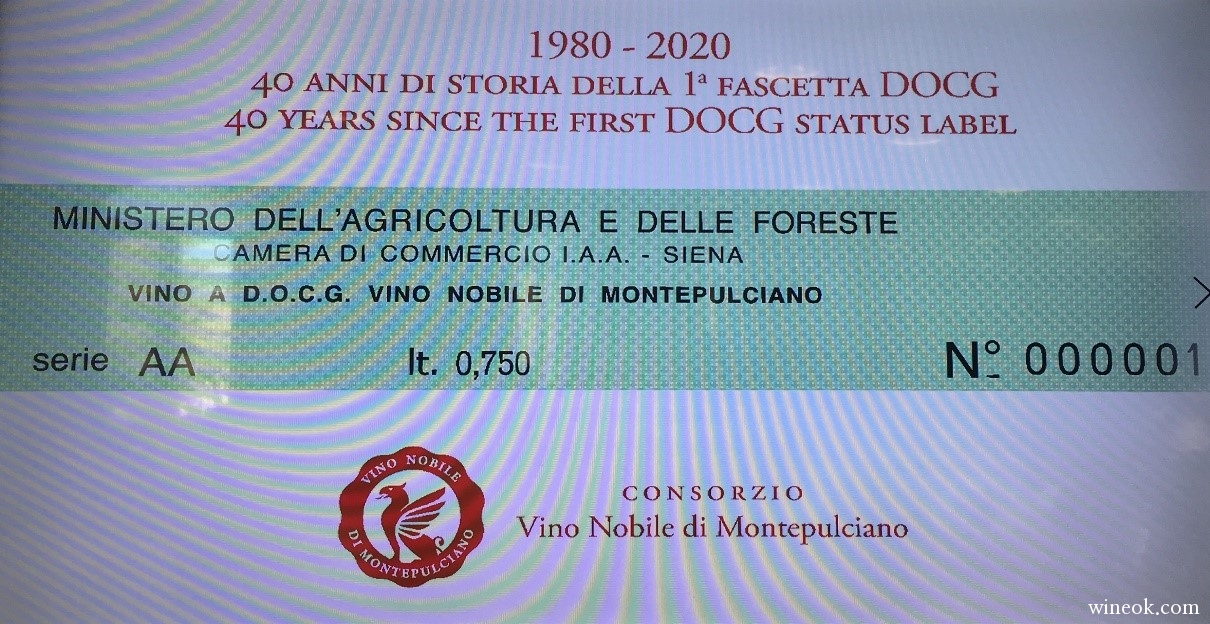 1980 - 2020
40 ANNI DI STORIA DELLA 1ª FASCETTA DOCG
40 YEARS SINCE THE FIRST DOCG STATUS LABEL
MINISTERO DELL'AGRICOLTURA E DELLE FORESTE
CAMERA DI COMMERCIO I.A.A. - SIENA
VINO A D.O.C.G. VINO NOBILE DI MONTEPULCIANO
serie AA lt. 0,750 Nº 000001
VINO NOBILE
DI MONTEPULCIANO
CONSORZIO
Vino Nobile di Montepulciano
wineok.com